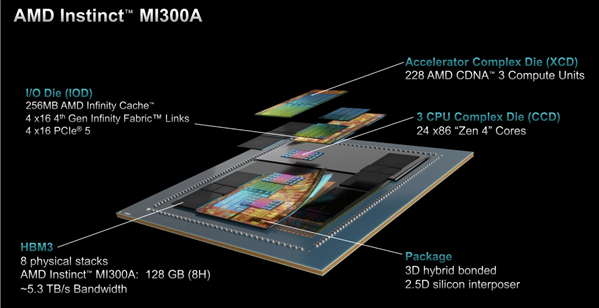 AMD Instinct™ MI300A
Accelerator Complex Die (XCD)
228 AMD CDNA™ 3 Compute Units
I/O Die (IOD)
256MB AMD Infinity Cache™
4 x16 4th Gen Infinity Fabric™ Links
4 x16 PCIe® 5
3 CPU Complex Die (CCD)
24 x86 “Zen 4” Cores
HBM3
8 physical stacks
AMD Instinct™ MI300A: 128 GB (8H)
~5.3 TB/s Bandwidth
Package
3D hybrid bonded
2.5D silicon interposer